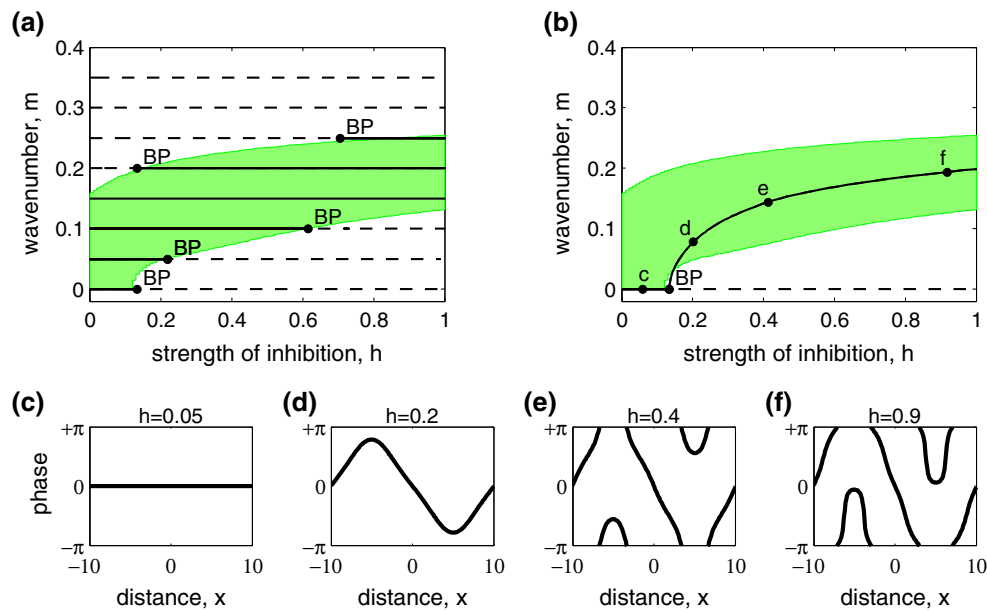 (a)
wavenumber, m
0.4
0.3
0.2
0.1
0
BP
BP
BP
BP
BP
0
0.2
0.4
0.6
0.8
1
strength of inhibition, h
(b)
wavenumber, m
0.4
0.3
0.2
0.1
0
c
BP
d
e
f
0
0.2
0.4
0.6
0.8
1
strength of inhibition, h
(c)
h=0.05
phase
+π
0
−π
−10
0
10
distance, x
(d)
h=0.2
+π
0
−π
−10
0
10
distance, x
(e)
h=0.4
+π
0
−π
−10
0
10
distance, x
(f)
h=0.9
+π
0
−π
−10
0
10
distance, x